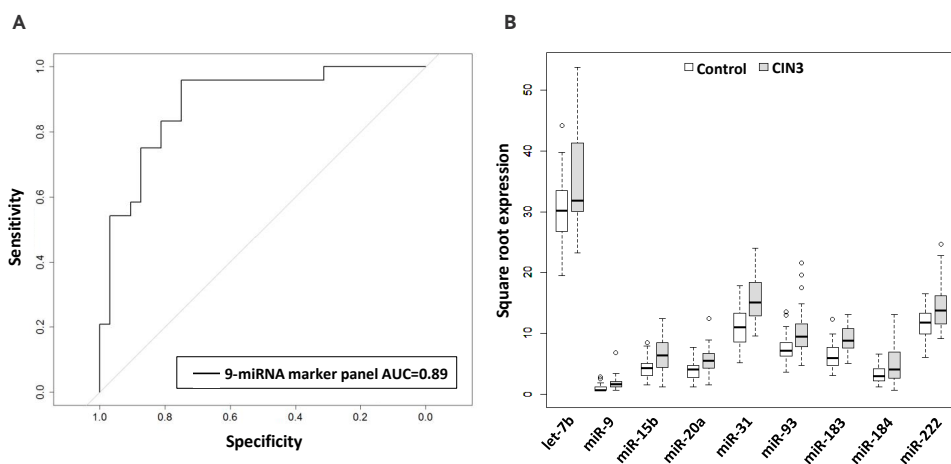 A
Sensitivity
1.0
0.8
0.6
0.4
0.2
0.0
9-miRNA marker panel AUC=0.89
1.0 0.8 0.6 0.4 0.2 0.0
Specificity
B
Square root expression
50
40
30
20
10
0
Control CIN3
let-7b miR-9 miR-15b miR-20a miR-31 miR-93 miR-183 miR-184 miR-222